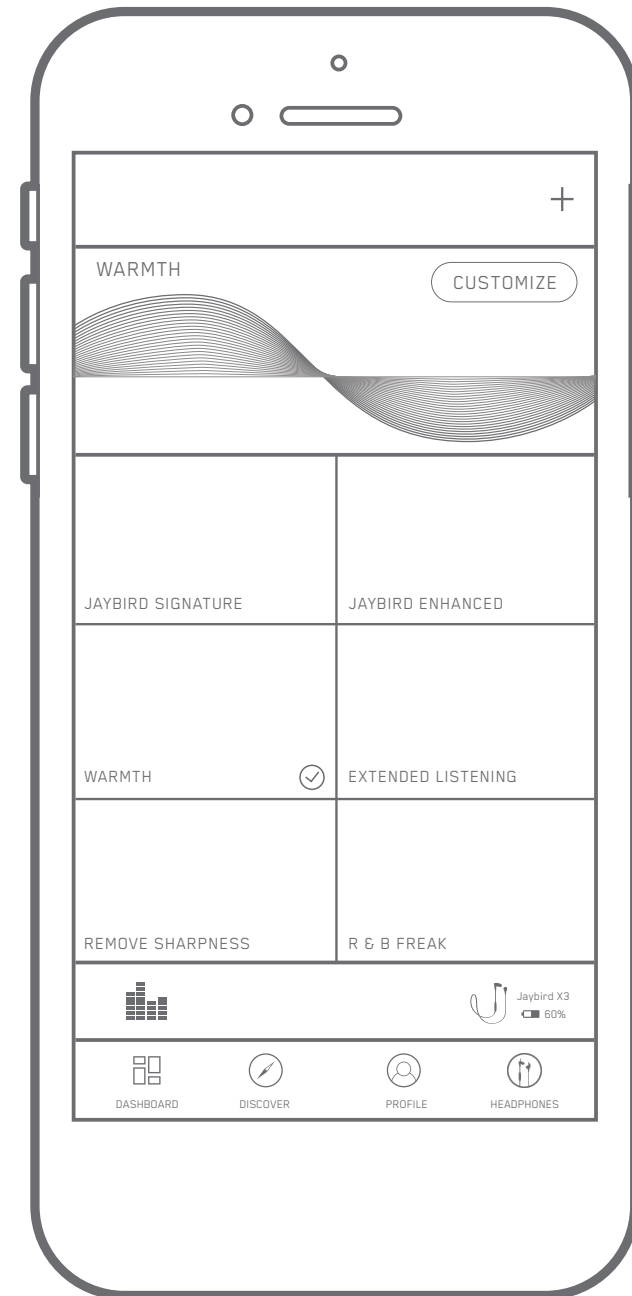 +
WARMTH
CUSTOMIZE
JAYBIRD SIGNATURE
JAYBIRD ENHANCED
WARMTH
EXTENDED LISTENING
REMOVE SHARPNESS
R & B FREAK
Jaybird X3
60%
DASHBOARD
DISCOVER
PROFILE
HEADPHONES